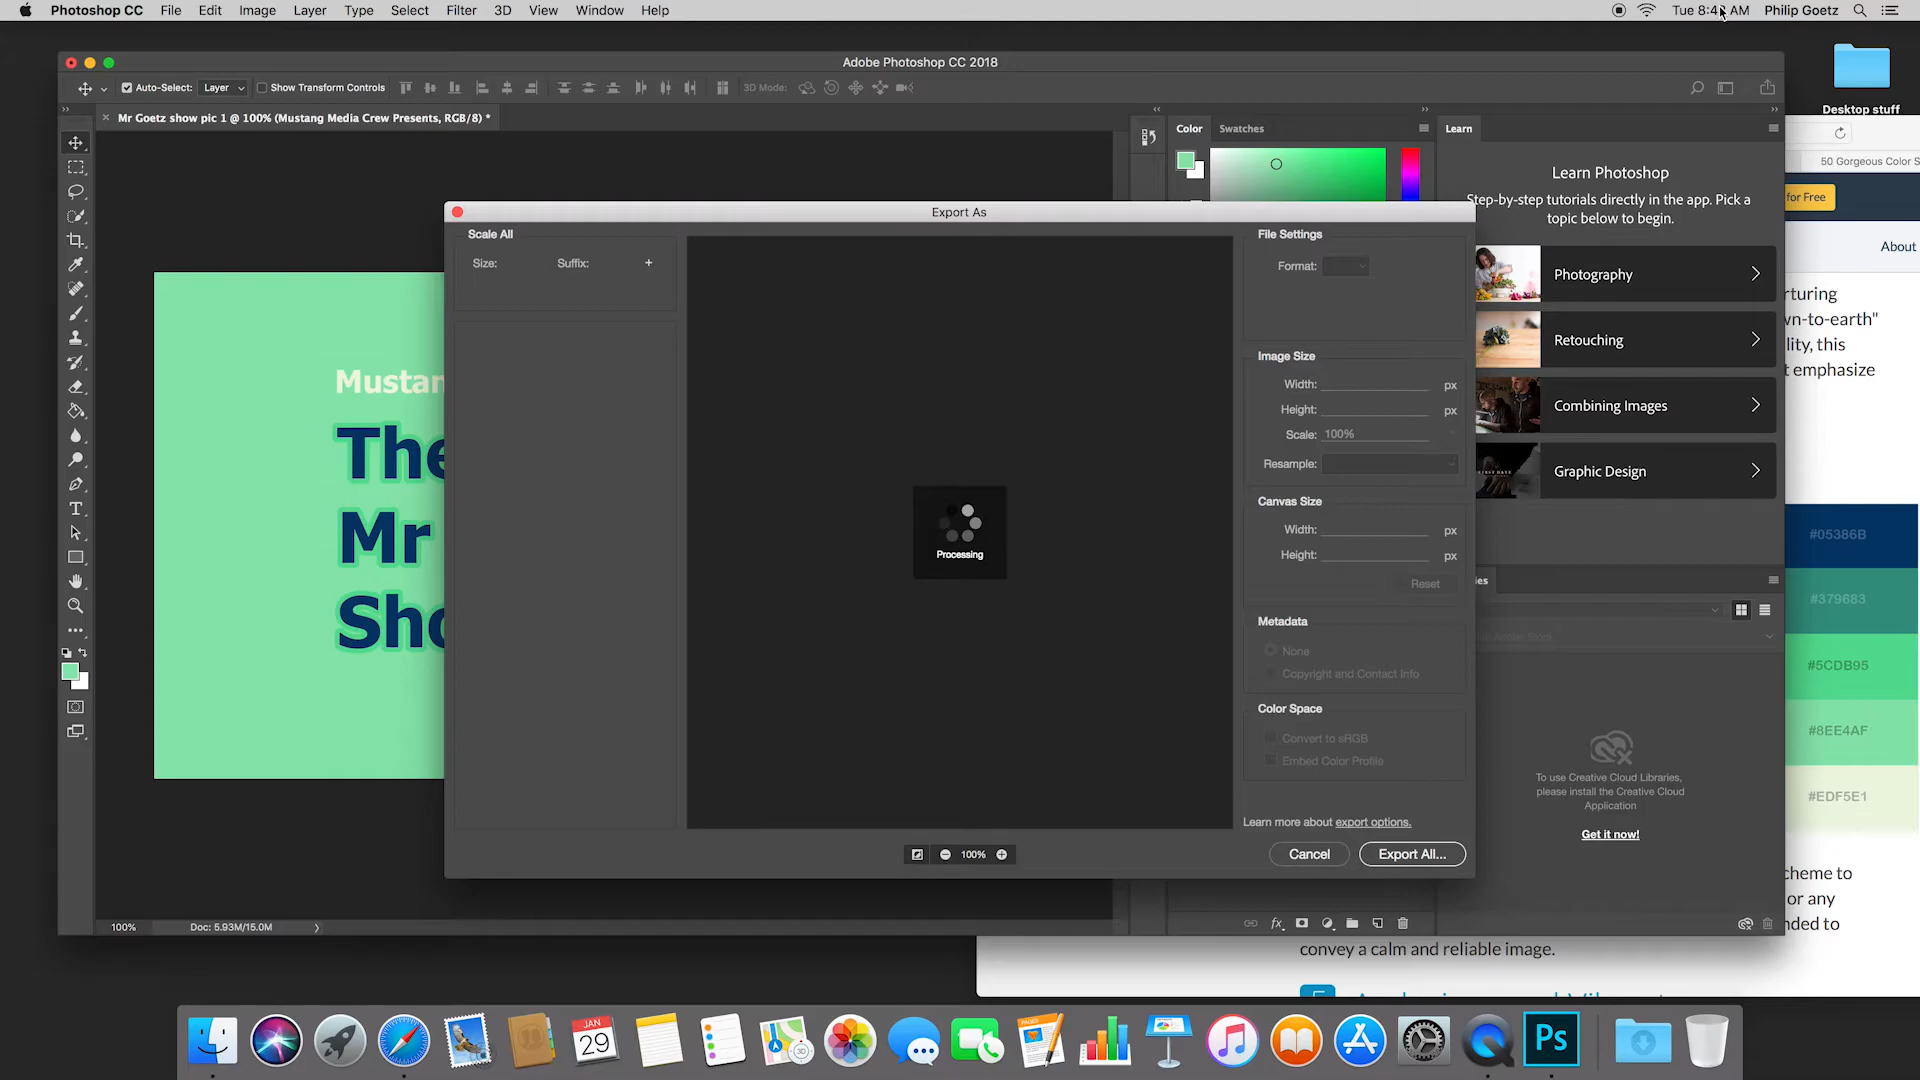 Photoshop CC File Edit Image Layer Type Select Filter 3D View Window Help
AM Philip Goetz
Desktop stuff
Adobe Photoshop CC 2018
Auto-Select: Layer Show Transform Controls 3D Mode:
Mr Goetz show pic 1 @ 100% (Mustang Media Crew Presents, RGB/8) *
Color Swatches
Learn
Learn Photoshop
Step-by-step tutorials directly in the app. Pick a
topic below to begin.
Photography
Retouching
Combining Images
Graphic Design
50 Gorgeous Color S
for Free
About
rturing
wn-to-earth"
lity, this
t emphasize
Mustan
The
Mr
Sho
Export As
Scale All
Size: Suffix: +
Processing
File Settings
Format:
Image Size
Width: px
Height: px
Scale: 100%
Resample:
Canvas Size
Width: px
Height: px
Reset
Metadata
None
Copyright and Contact Info
Color Space
Convert to sRGB
Embed Color Profile
Learn more about export options.
100%
Cancel Export All...
ies
To use Creative Cloud Libraries,
please install the Creative Cloud
Application
Get it now!
#05386B
#379683
#5CDB95
#8EE4AF
#EDF5E1
100% Doc: 5.93M/15.0M
fx
cheme to
or any
nded to
convey a calm and reliable image.
JAN
29
3D
Ps